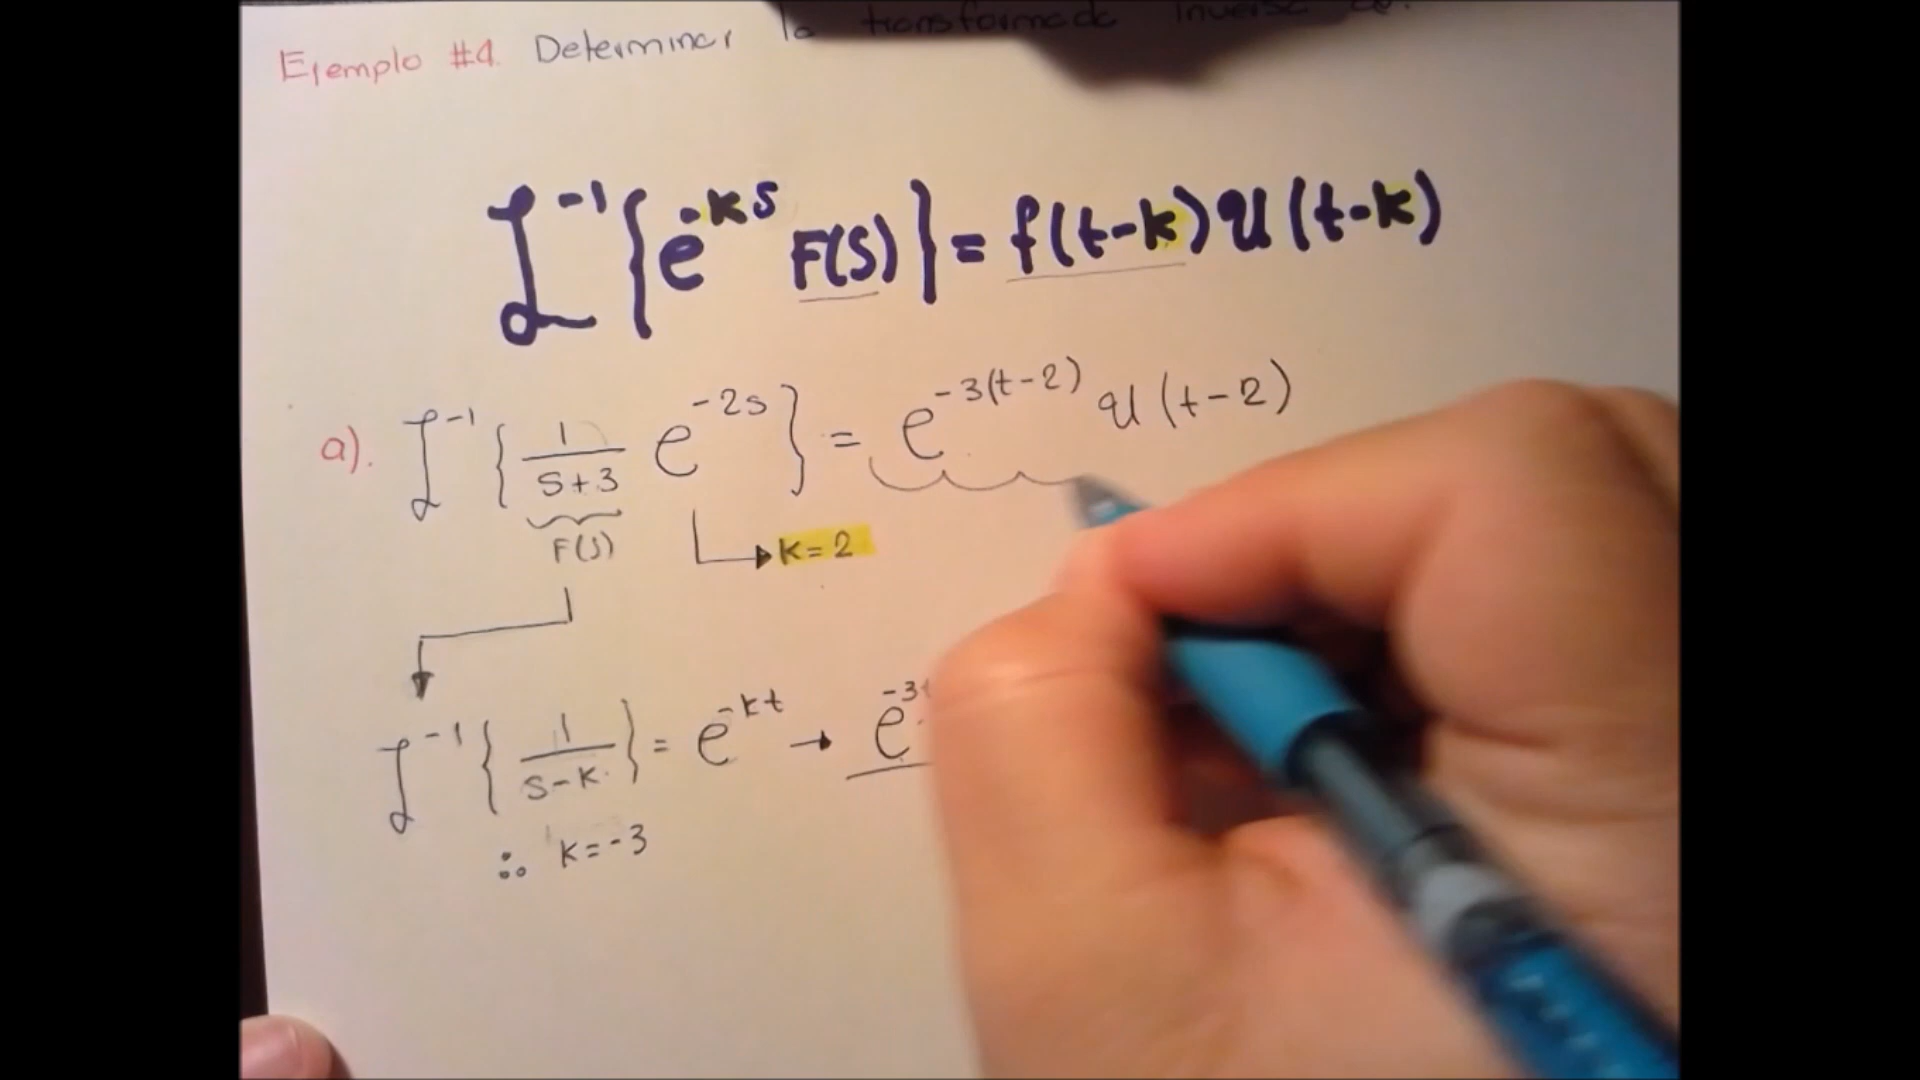 Ejemplo #4. Determinar la transformada inversa de:
ℒ⁻¹{e^{-ks} F(s)} = f(t-k) 𝒰(t-k)
a). ℒ⁻¹{1/(s+3) e^{-2s}} = e^{-3(t-2)} 𝒰(t-2)
F(s)
k=2
ℒ⁻¹{1/(s-k)} = e^{-kt} → e^{-3t}
∴ k=-3